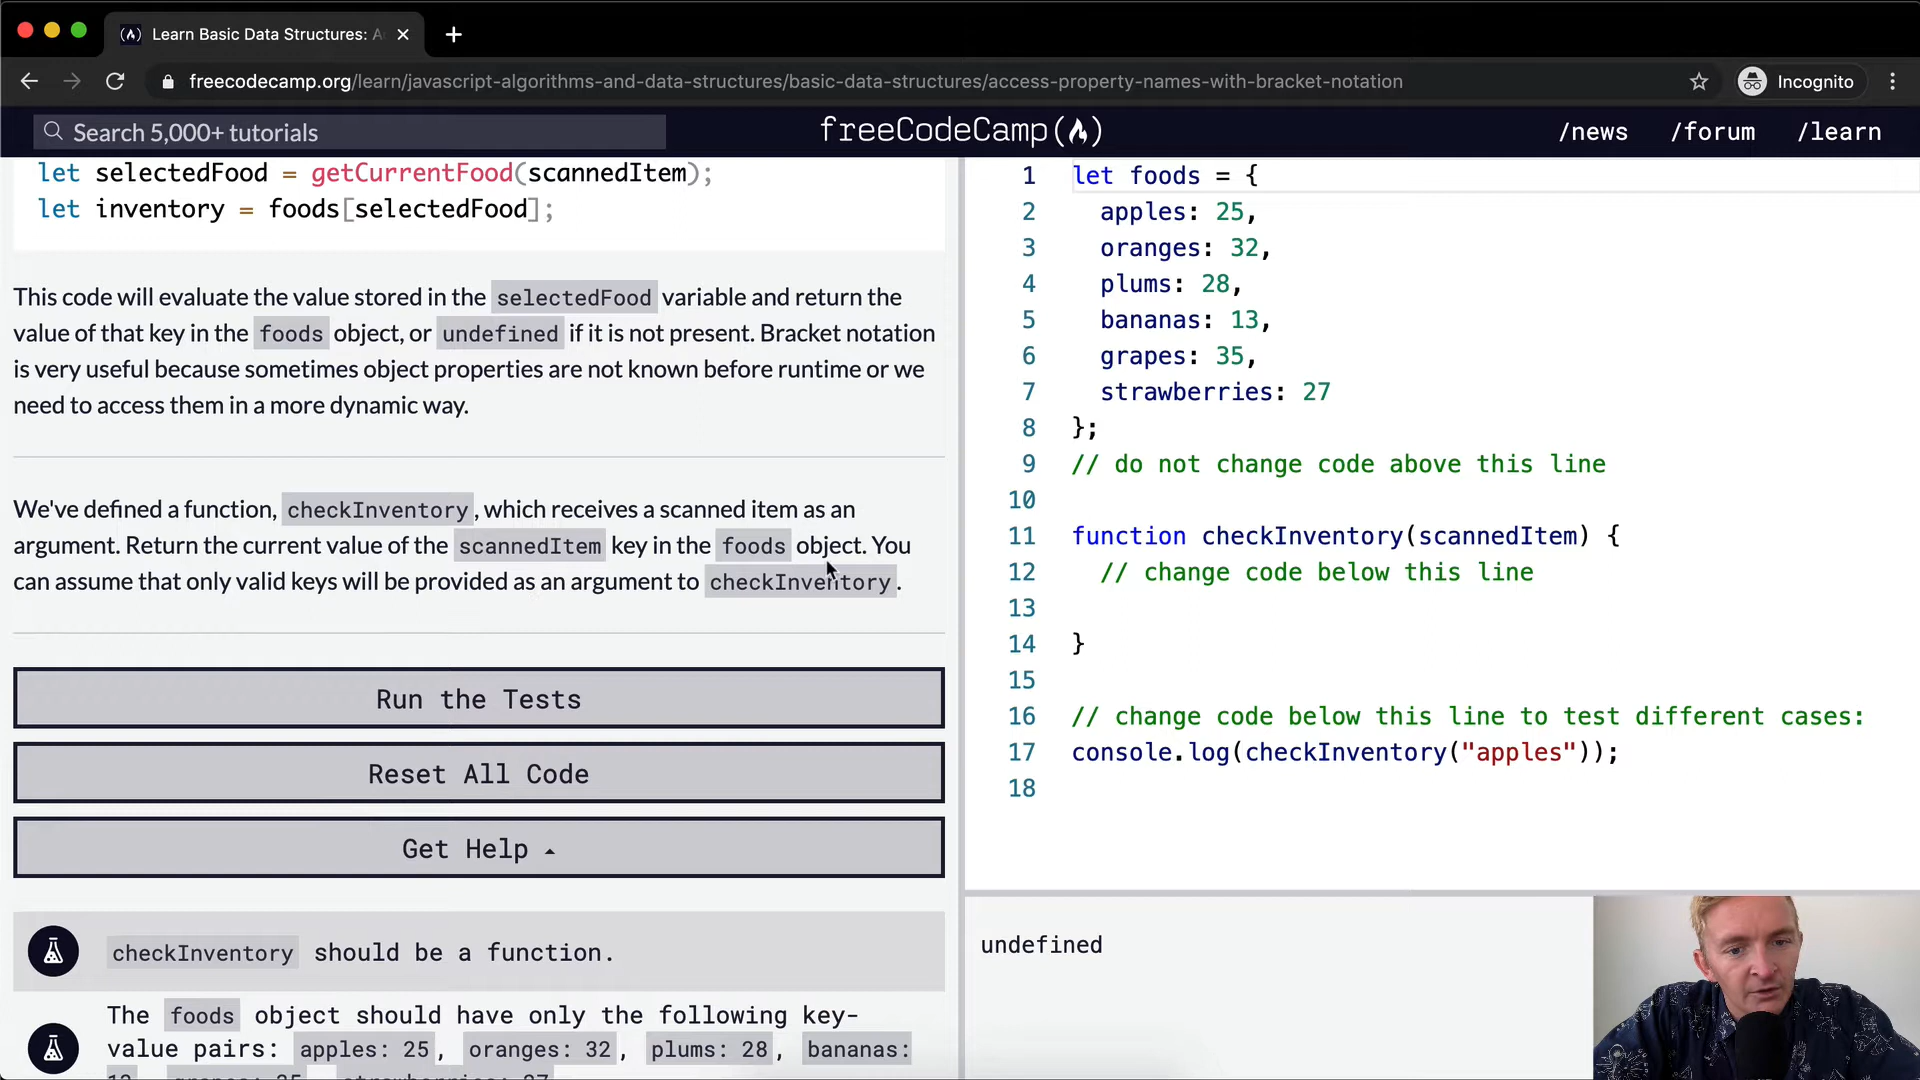 Learn Basic Data Structures: A
freecodecamp.org/learn/javascript-algorithms-and-data-structures/basic-data-structures/access-property-names-with-bracket-notation
Incognito
Search 5,000+ tutorials
freeCodeCamp(🔥)
/news /forum /learn
let selectedFood = getCurrentFood(scannedItem);
let inventory = foods[selectedFood];
This code will evaluate the value stored in the selectedFood variable and return the
value of that key in the foods object, or undefined if it is not present. Bracket notation
is very useful because sometimes object properties are not known before runtime or we
need to access them in a more dynamic way.
We've defined a function, checkInventory, which receives a scanned item as an
argument. Return the current value of the scannedItem key in the foods object. You
can assume that only valid keys will be provided as an argument to checkInventory.
Run the Tests
Reset All Code
Get Help
checkInventory should be a function.
The foods object should have only the following key-
value pairs: apples: 25, oranges: 32, plums: 28, bananas:
1 let foods = {
2 apples: 25,
3 oranges: 32,
4 plums: 28,
5 bananas: 13,
6 grapes: 35,
7 strawberries: 27
8 };
9 // do not change code above this line
10
11 function checkInventory(scannedItem) {
12 // change code below this line
13
14 }
15
16 // change code below this line to test different cases:
17 console.log(checkInventory("apples"));
18
undefined